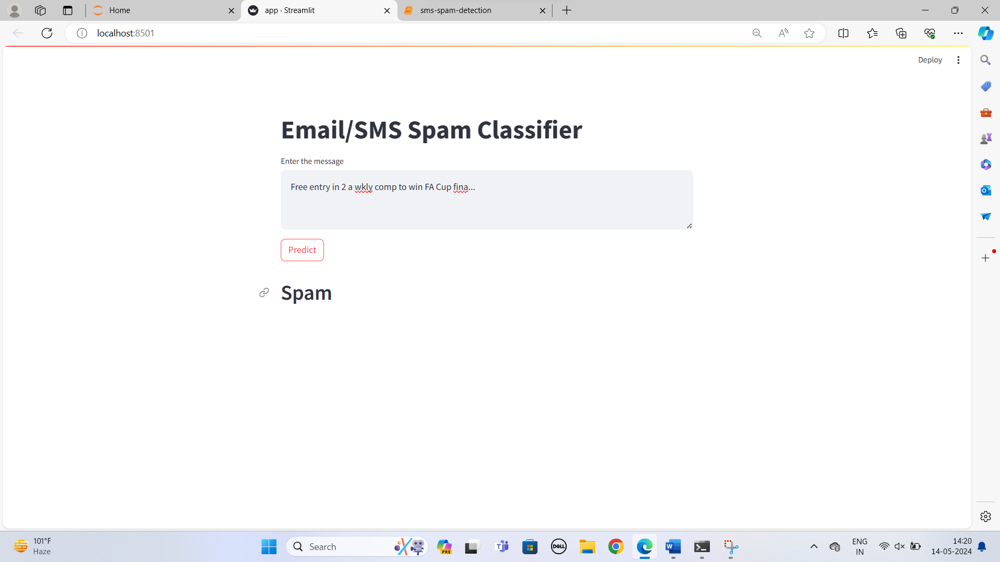 Home
app · Streamlit
sms-spam-detection
localhost:8501
Deploy
Email/SMS Spam Classifier
Enter the message
Free entry in 2 a wkly comp to win FA Cup fina...
Predict
Spam
101°F
Haze
Search
PRE
DELL
ENG
IN
14:20
14-05-2024